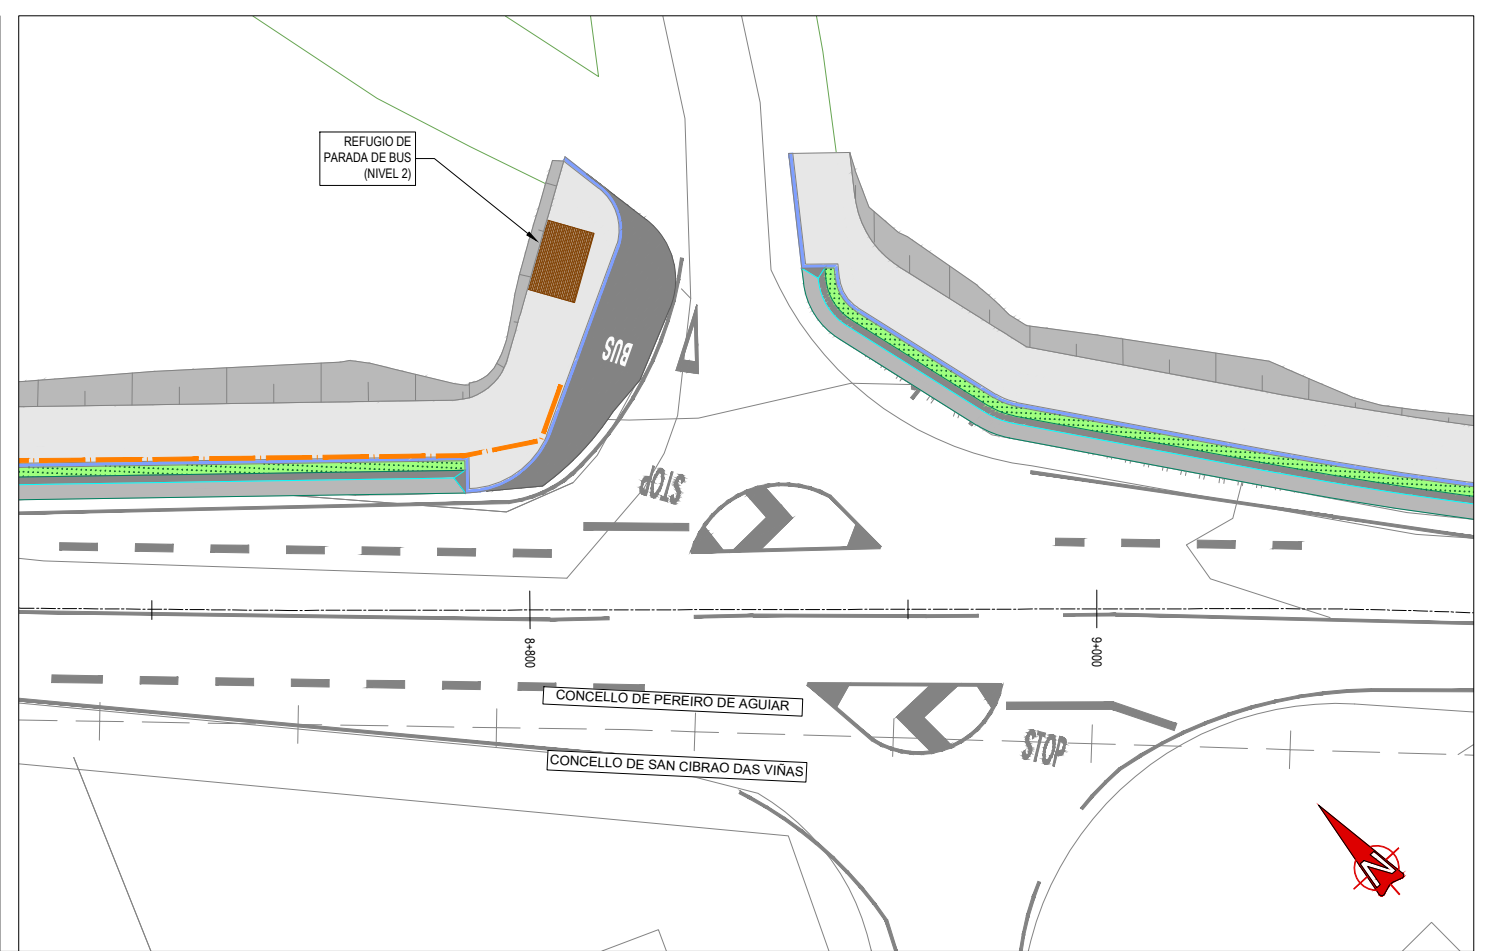 REFUGIO DE
PARADA DE BUS
(NIVEL 2)
BUS
STOP
8+800
9+000
CONCELLO DE PEREIRO DE AGUIAR
STOP
CONCELLO DE SAN CIBRAO DAS VIÑAS
N